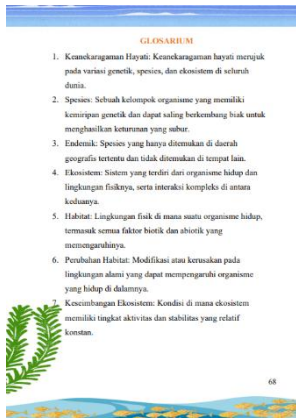 GLOSARIUM
1. Keanekaragaman Hayati: Keanekaragaman hayati merujuk
pada variasi genetik, spesies, dan ekosistem di seluruh
dunia.
2. Spesies: Sebuah kelompok organisme yang memiliki
kemiripan genetik dan dapat saling berkembang biak untuk
menghasilkan keturunan yang subur.
3. Endemik: Spesies yang hanya ditemukan di daerah
geografis tertentu dan tidak ditemukan di tempat lain.
4. Ekosistem: Sistem yang terdiri dari organisme hidup dan
lingkungan fisiknya, serta interaksi kompleks di antara
keduanya.
5. Habitat: Lingkungan fisik di mana suatu organisme hidup,
termasuk semua faktor biotik dan abiotik yang
memengaruhinya.
6. Perubahan Habitat: Modifikasi atau kerusakan pada
lingkungan alami yang dapat mempengaruhi organisme
yang hidup di dalamnya.
7. Keseimbangan Ekosistem: Kondisi di mana ekosistem
memiliki tingkat aktivitas dan stabilitas yang relatif
konstan.
68